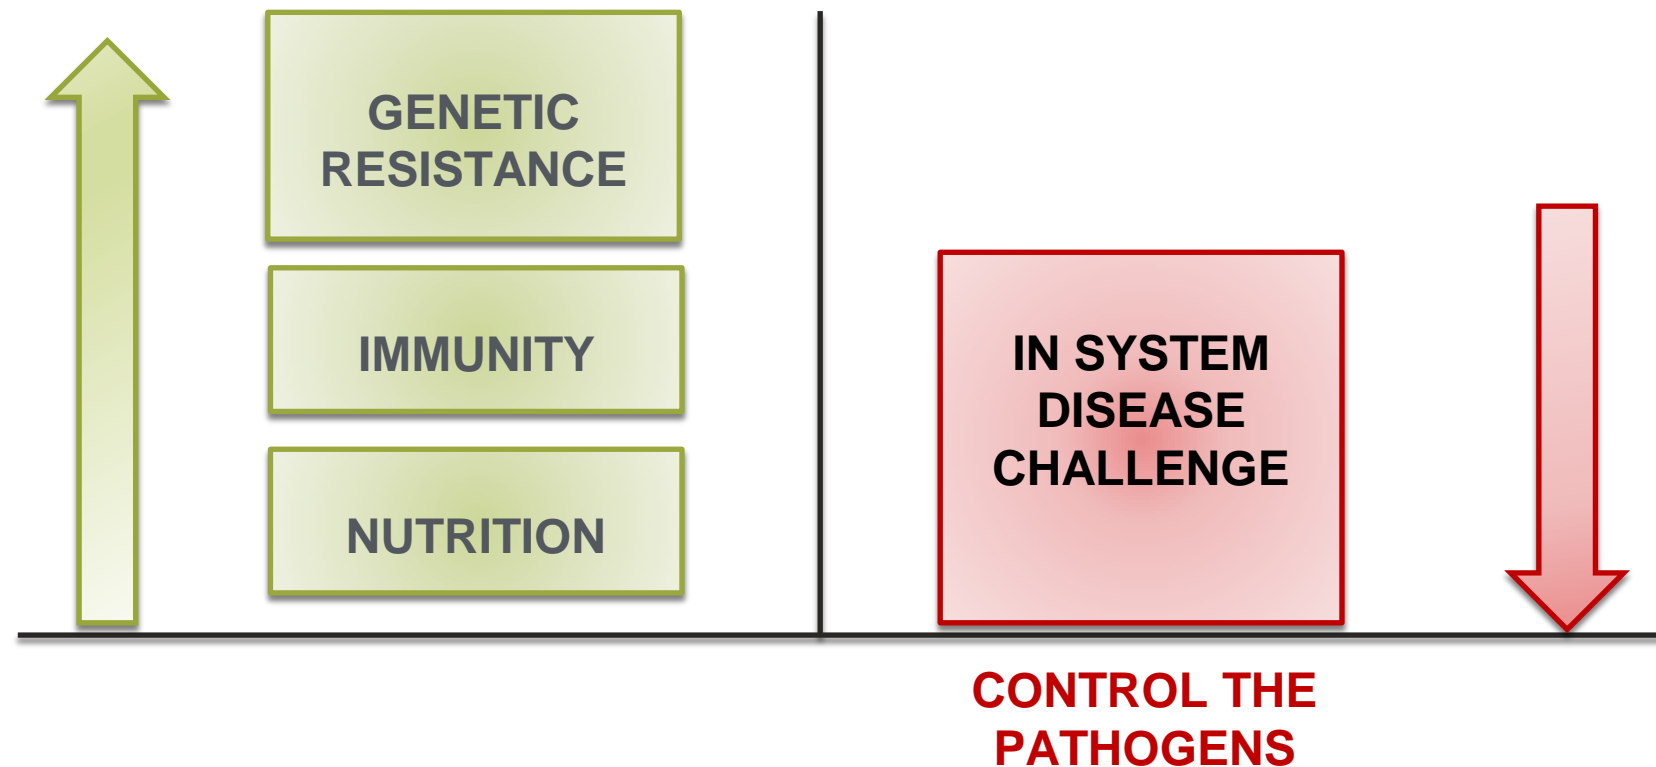 GENETIC
RESISTANCE
IMMUNITY
NUTRITION
IN SYSTEM
DISEASE
CHALLENGE
CONTROL THE
PATHOGENS